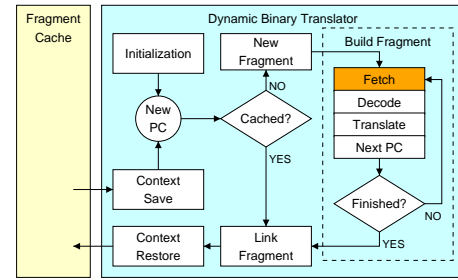 Fragment
Cache
Dynamic Binary Translator
Initialization
New
Fragment
Build Fragment
Fetch
Decode
Translate
Next PC
New
PC
Cached?
NO
YES
Context
Save
Finished?
NO
YES
Context
Restore
Link
Fragment